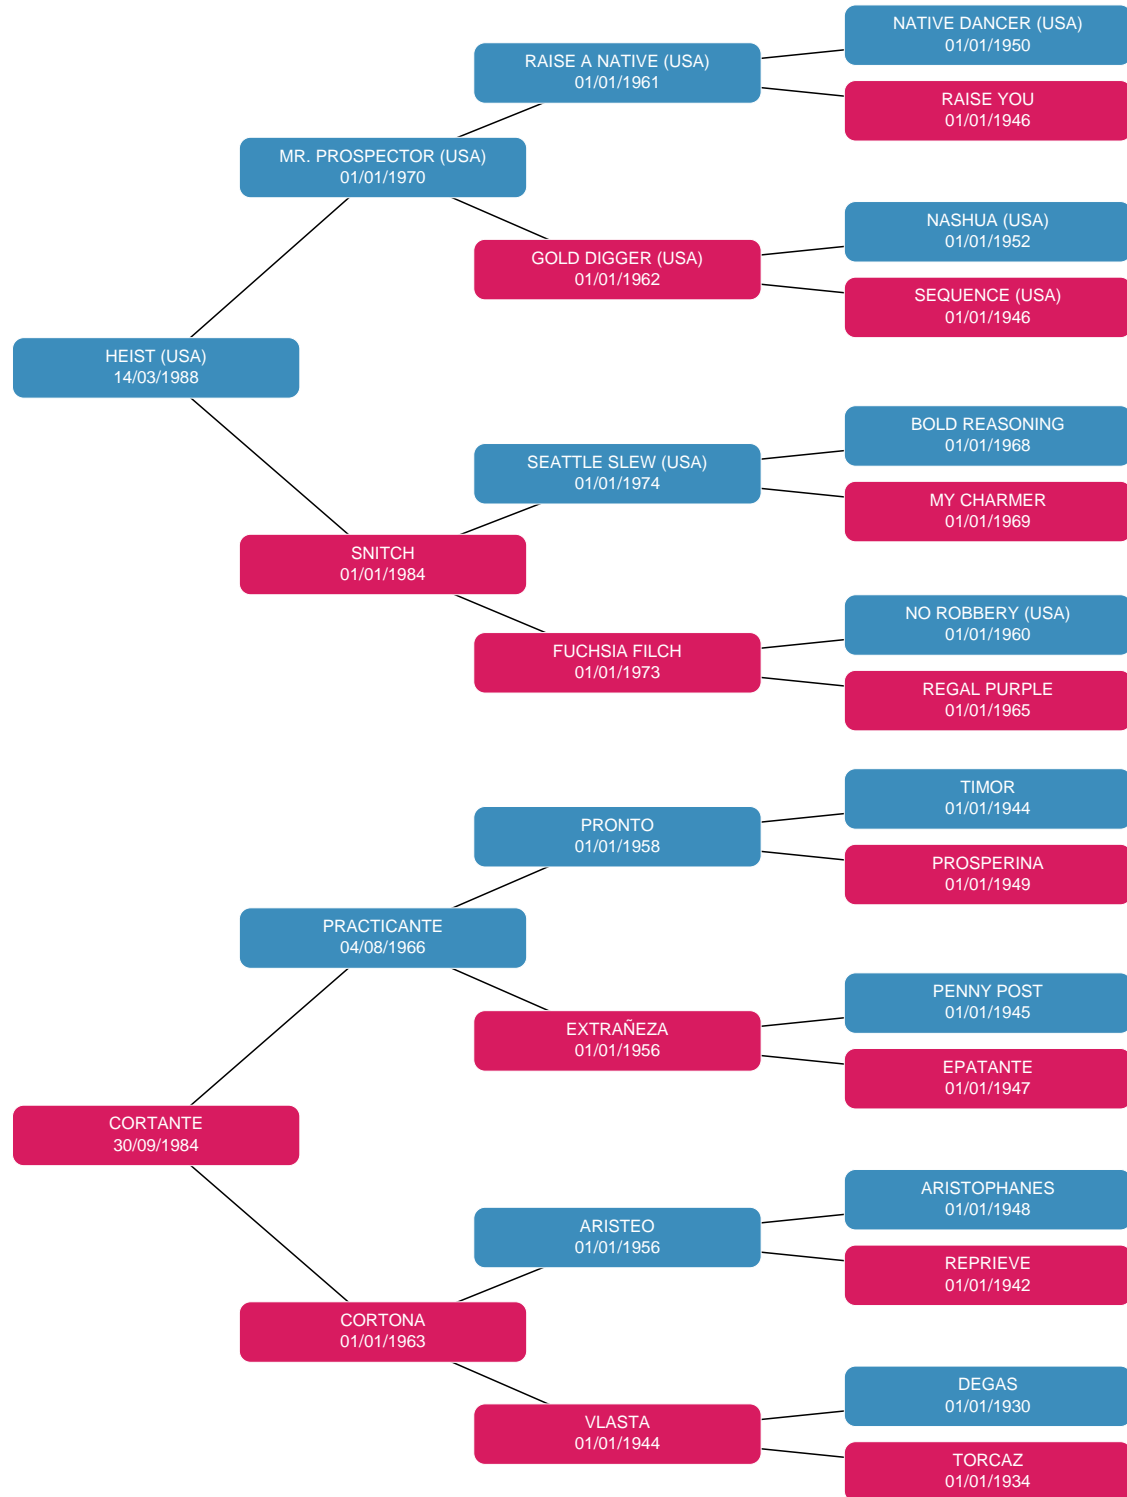 NATIVE DANCER (USA)
01/01/1950
RAISE A NATIVE (USA)
01/01/1961
RAISE YOU
01/01/1946
MR. PROSPECTOR (USA)
01/01/1970
NASHUA (USA)
01/01/1952
GOLD DIGGER (USA)
01/01/1962
SEQUENCE (USA)
01/01/1946
HEIST (USA)
14/03/1988
BOLD REASONING
01/01/1968
SEATTLE SLEW (USA)
01/01/1974
MY CHARMER
01/01/1969
SNITCH
01/01/1984
NO ROBBERY (USA)
01/01/1960
FUCHSIA FILCH
01/01/1973
REGAL PURPLE
01/01/1965
TIMOR
01/01/1944
PRONTO
01/01/1958
PROSPERINA
01/01/1949
PRACTICANTE
04/08/1966
PENNY POST
01/01/1945
EXTRAÑEZA
01/01/1956
EPATANTE
01/01/1947
CORTANTE
30/09/1984
ARISTOPHANES
01/01/1948
ARISTEO
01/01/1956
REPRIEVE
01/01/1942
CORTONA
01/01/1963
DEGAS
01/01/1930
VLASTA
01/01/1944
TORCAZ
01/01/1934